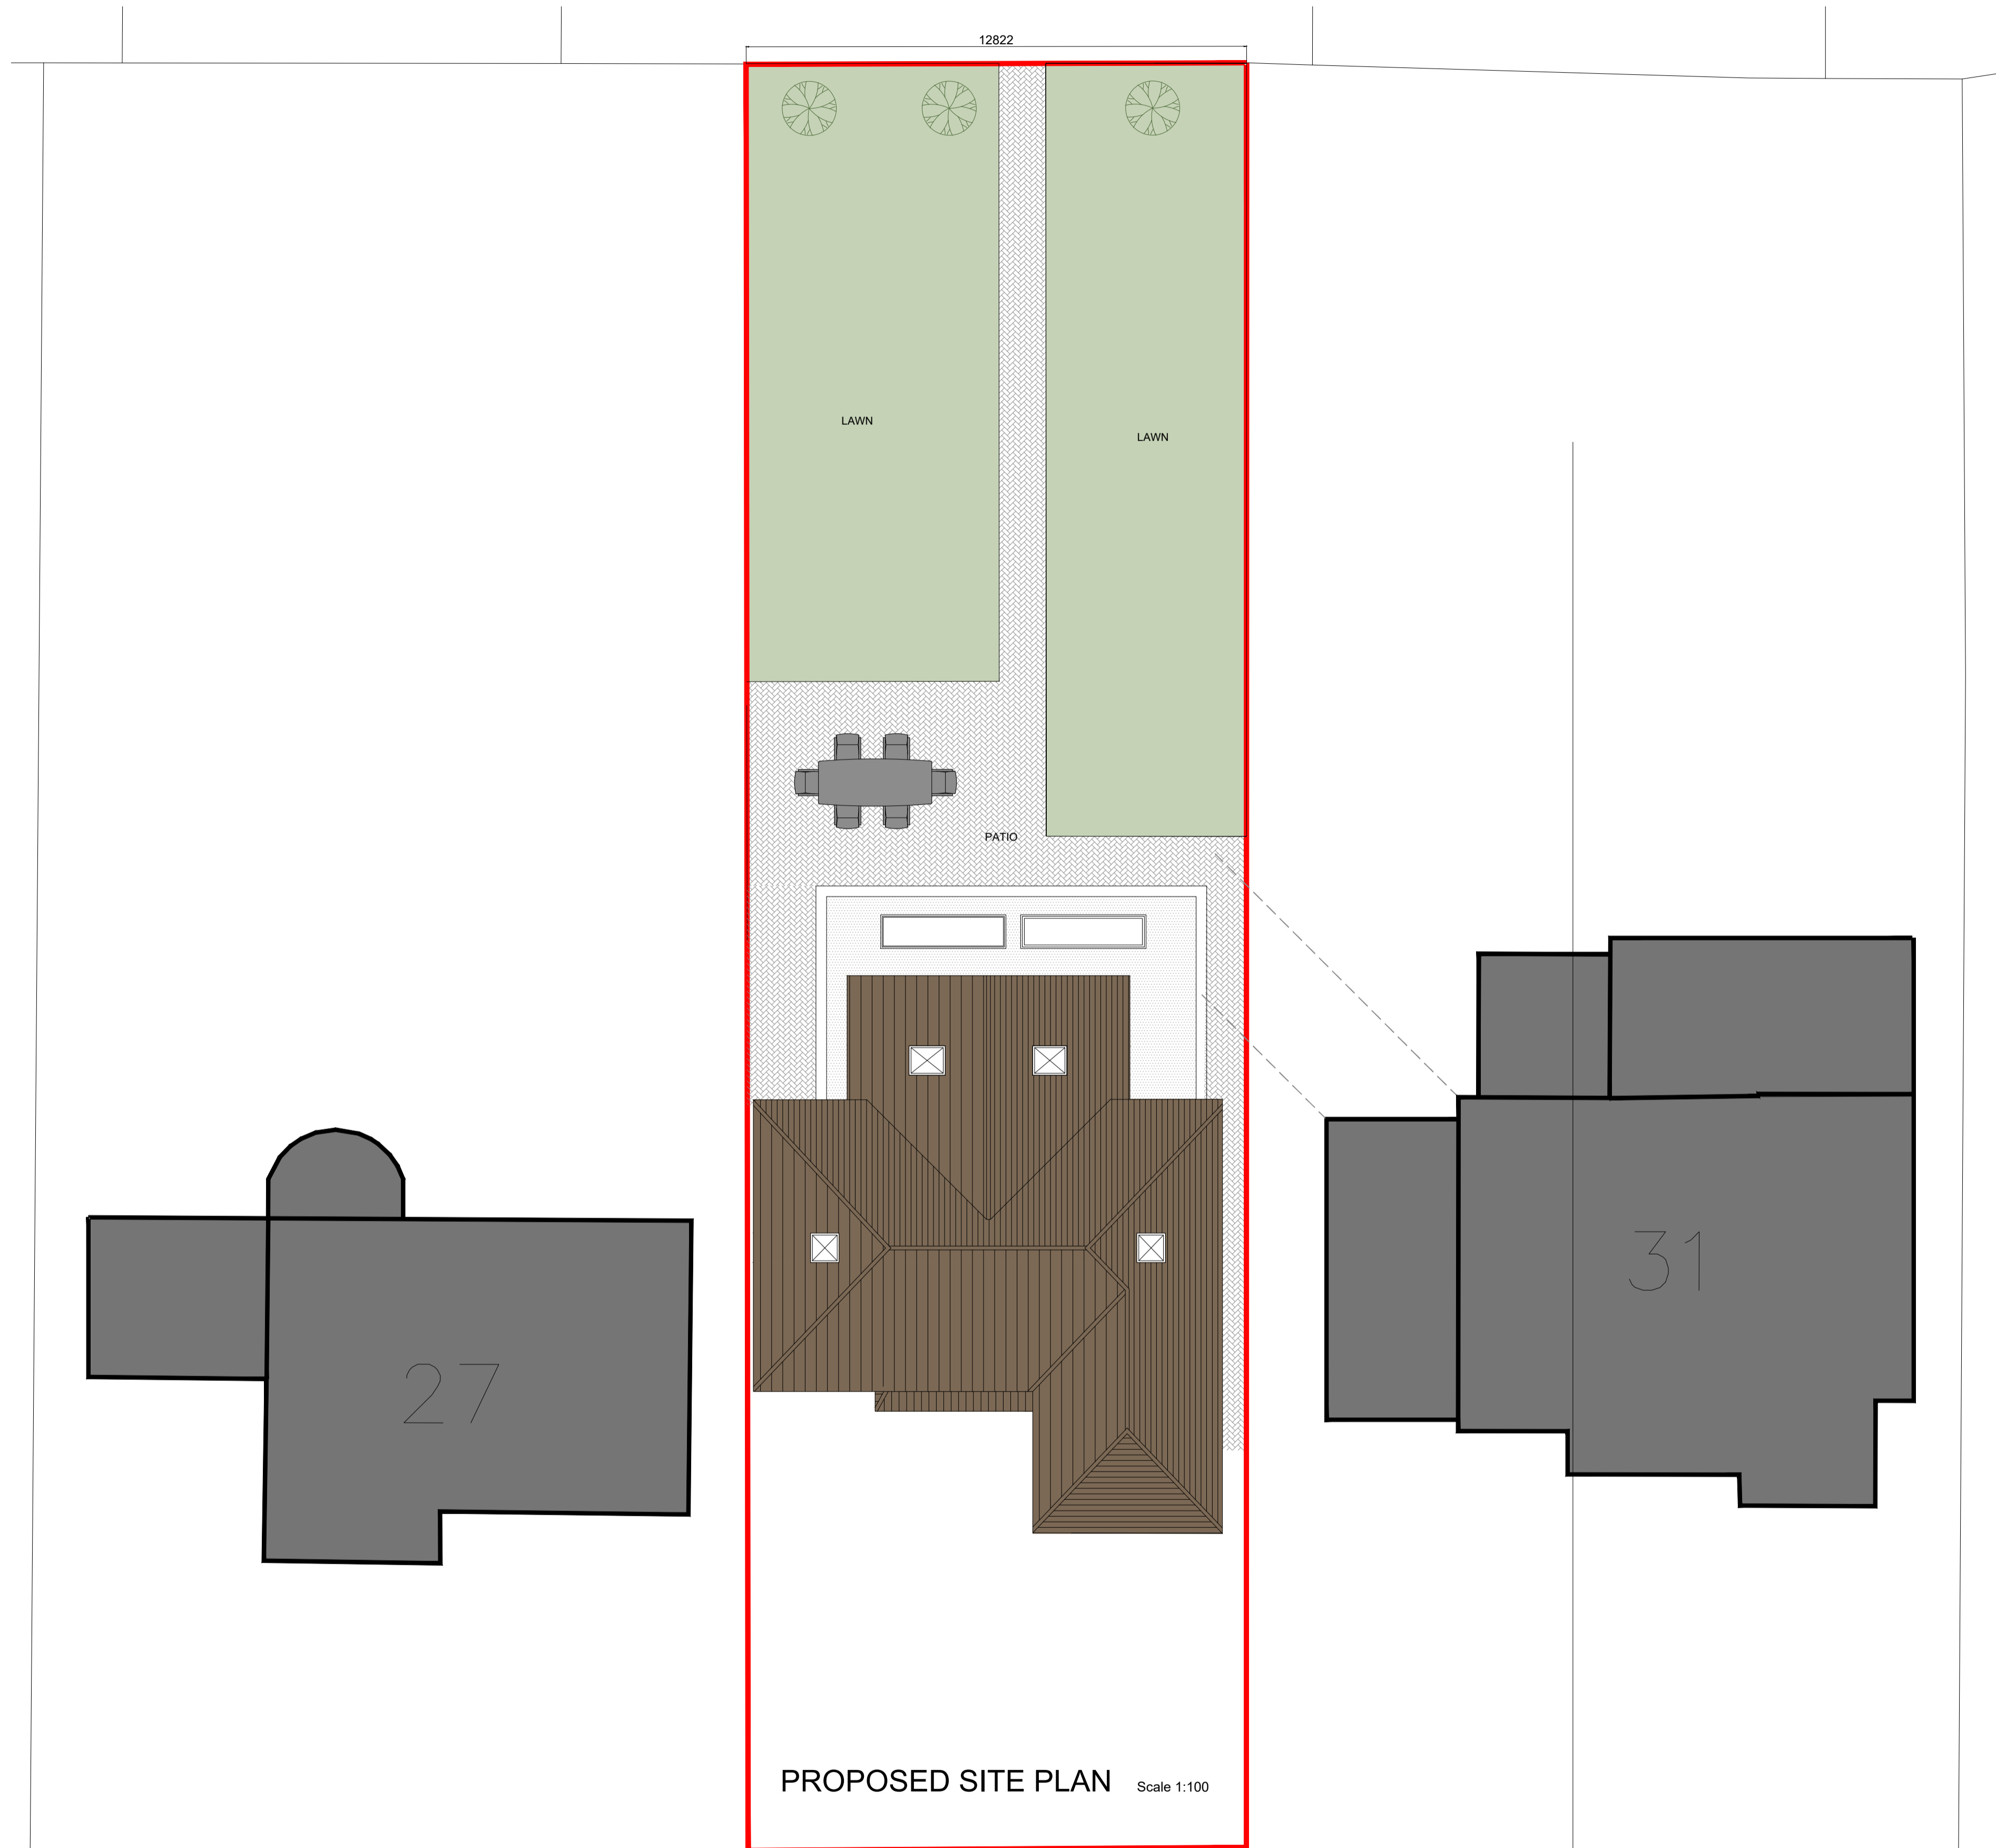 12822
LAWN
LAWN
PATIO
31
27
PROPOSED SITE PLAN Scale 1:100